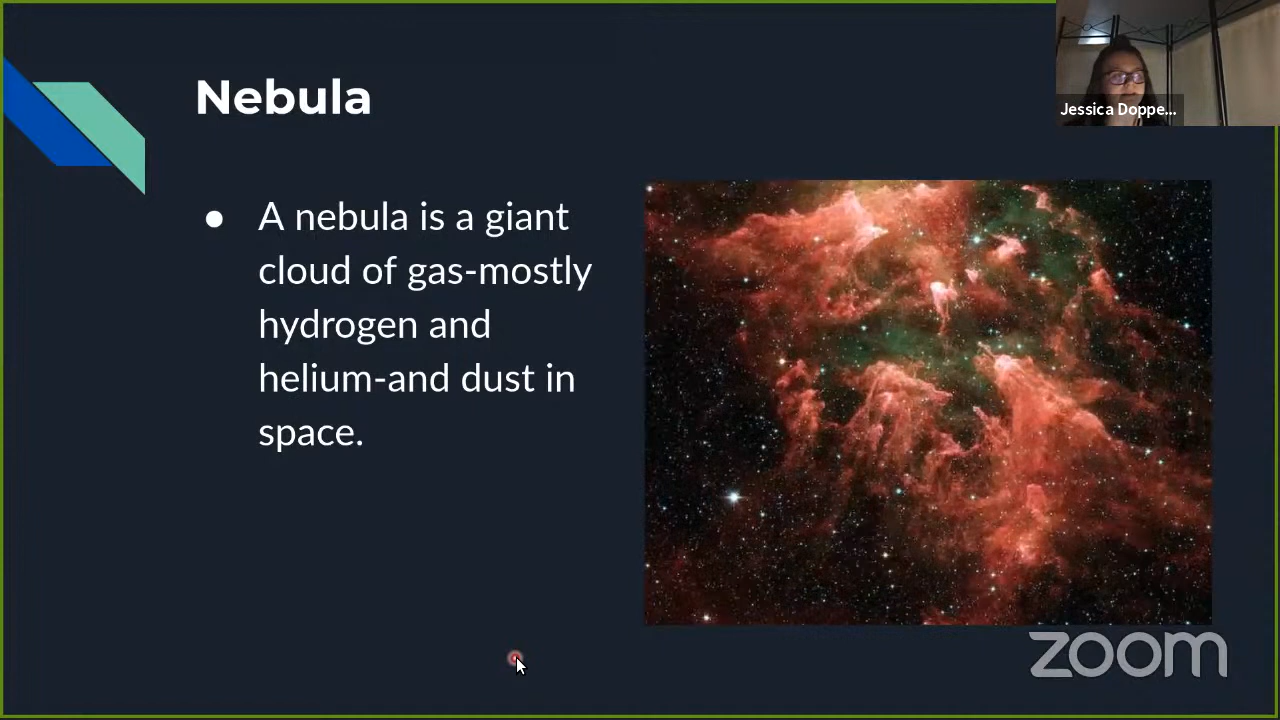 Nebula
Jessica Doppe...
● A nebula is a giant
cloud of gas-mostly
hydrogen and
helium-and dust in
space.
zoom